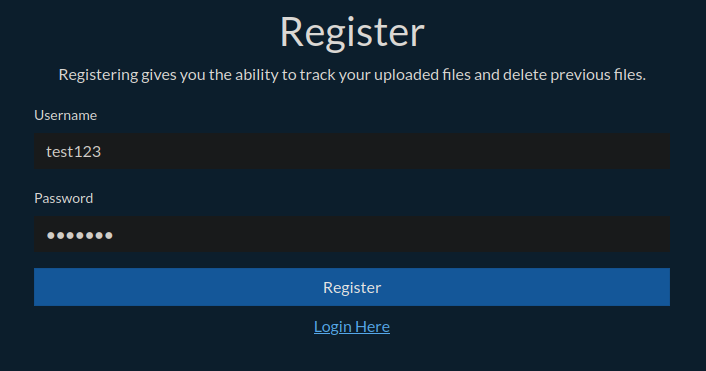 Register
Registering gives you the ability to track your uploaded files and delete previous files.
Username
test123
Password
●●●●●●●
Register
Login Here